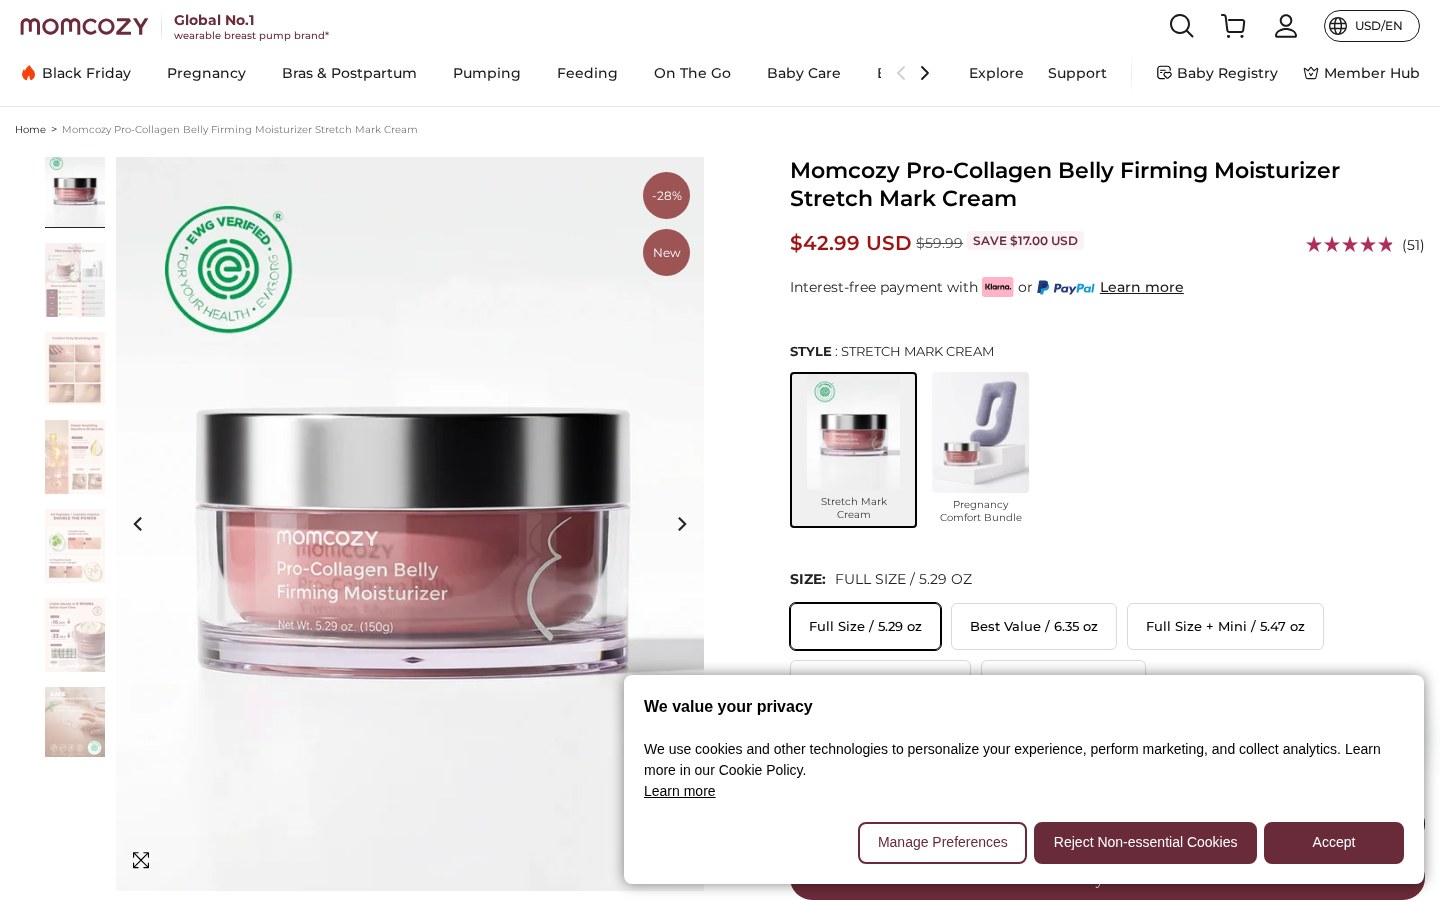 momcozy
Global No.1
wearable breast pump brand*
USD/EN
Black Friday
Pregnancy
Bras & Postpartum
Pumping
Feeding
On The Go
Baby Care
Explore
Support
Baby Registry
Member Hub
Home > Momcozy Pro-Collagen Belly Firming Moisturizer Stretch Mark Cream
-28%
New
EWG VERIFIED
FOR YOUR HEALTH • EWG.ORG
momcozy
Pro-Collagen Belly
Firming Moisturizer
Net Wt. 5.29 oz. (150g)
Momcozy Pro-Collagen Belly Firming Moisturizer
Stretch Mark Cream
$42.99 USD $59.99 SAVE $17.00 USD
(51)
Interest-free payment with Klarna. or PayPal Learn more
STYLE : STRETCH MARK CREAM
Stretch Mark
Cream
Pregnancy
Comfort Bundle
SIZE: FULL SIZE / 5.29 OZ
Full Size / 5.29 oz
Best Value / 6.35 oz
Full Size + Mini / 5.47 oz
We value your privacy
We use cookies and other technologies to personalize your experience, perform marketing, and collect analytics. Learn
more in our Cookie Policy.
Learn more
Manage Preferences
Reject Non-essential Cookies
Accept